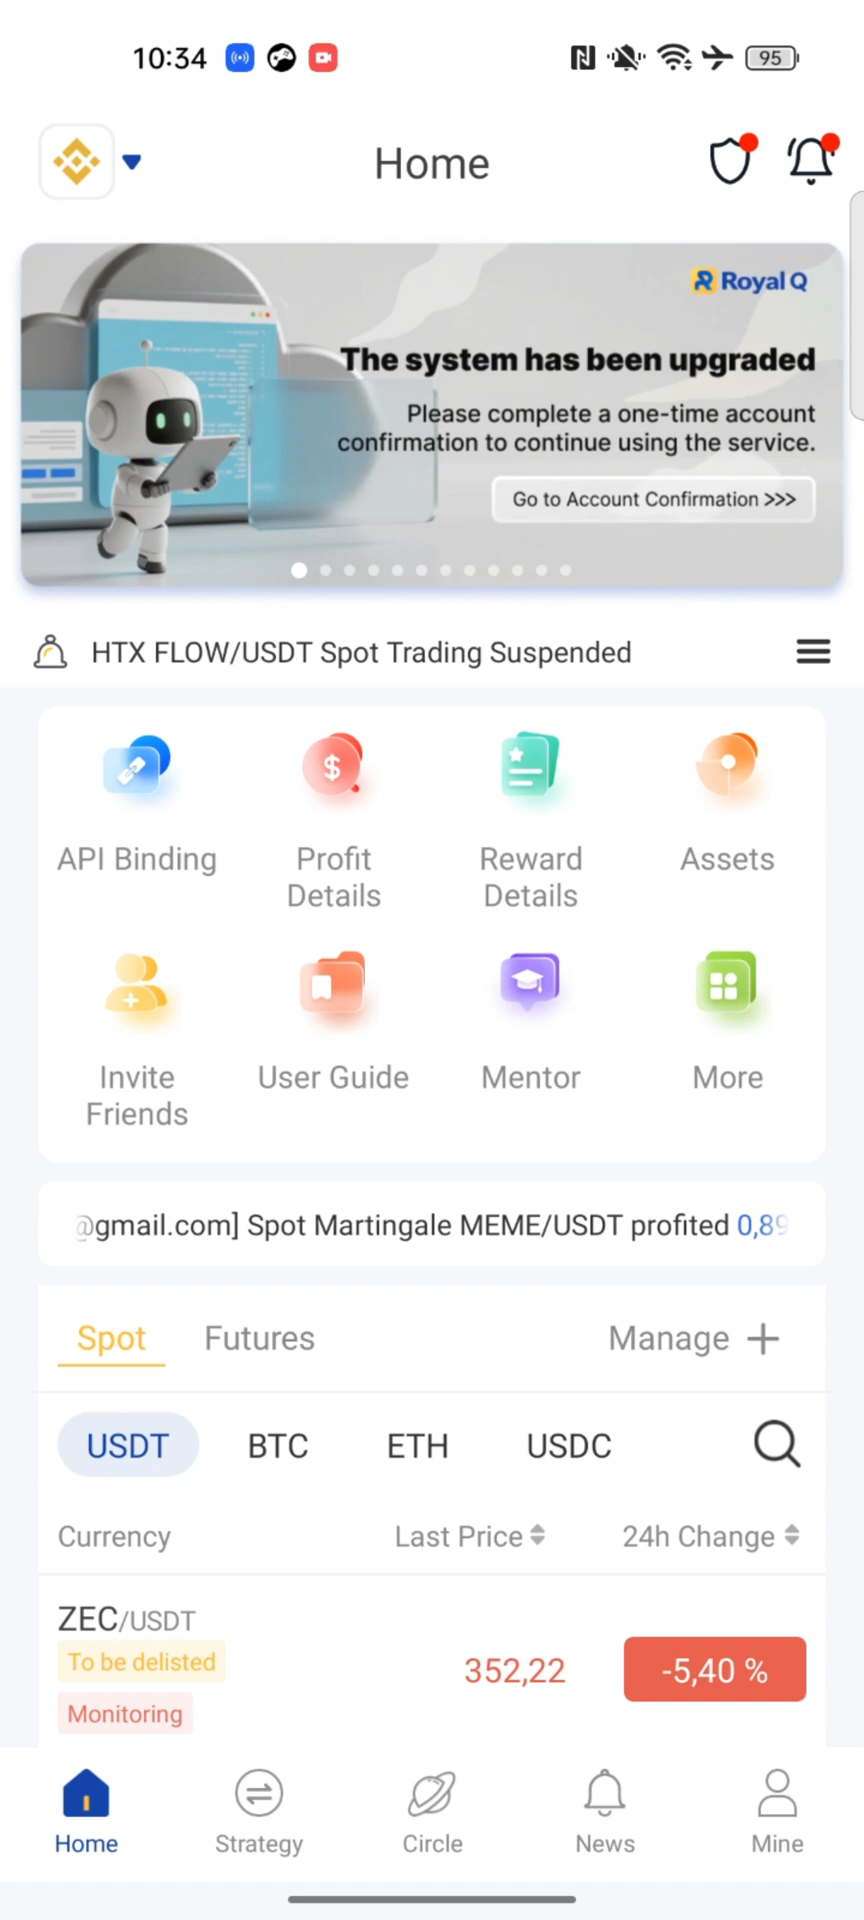 10:34
95
Home
Royal Q
The system has been upgraded
Please complete a one-time account
confirmation to continue using the service.
Go to Account Confirmation >>>
HTX FLOW/USDT Spot Trading Suspended
API Binding
Profit
Details
Reward
Details
Assets
Invite
Friends
User Guide
Mentor
More
@gmail.com] Spot Martingale MEME/USDT profited 0,89
Spot
Futures
Manage +
USDT
BTC
ETH
USDC
Currency
Last Price
24h Change
ZEC/USDT
To be delisted
Monitoring
352,22
-5,40 %
Home
Strategy
Circle
News
Mine